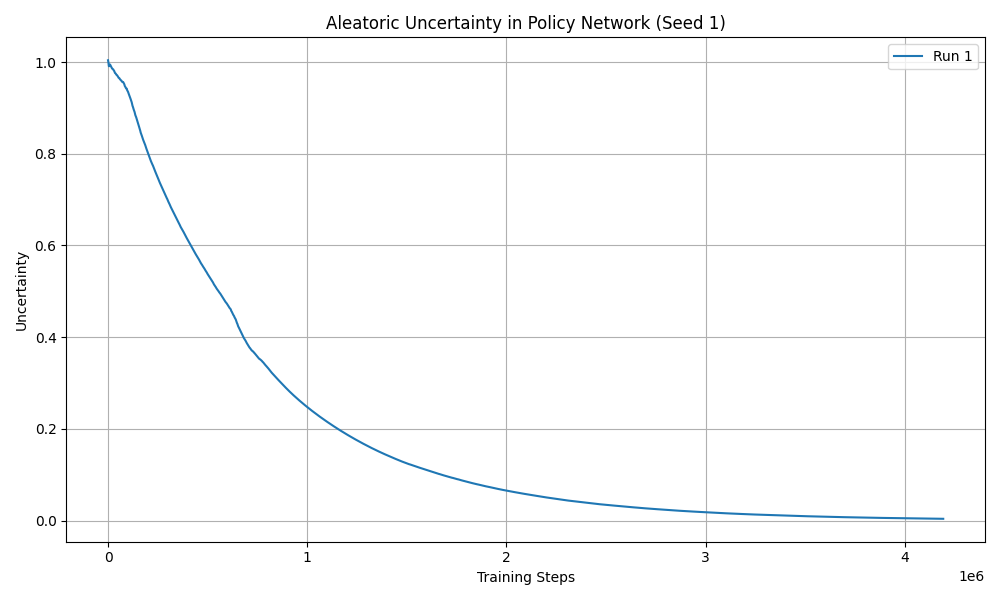 Aleatoric Uncertainty in Policy Network (Seed 1)
Run 1
Uncertainty
1.0
0.8
0.6
0.4
0.2
0.0
0 1 2 3 4
1e6
Training Steps